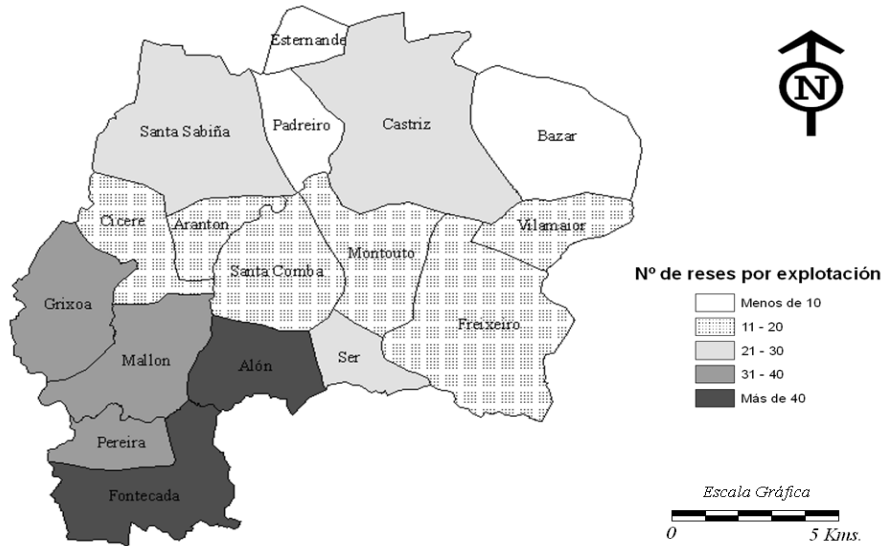 Esternande
N
Santa Sabiña
Padreiro
Castriz
Bazar
Cicere
Aranton
Vilamaior
Santa Comba
Montouto
Grixoa
Freixeiro
Mallon
Alón
Ser
Pereira
Fontecada
Nº de reses por explotación
Menos de 10
11 - 20
21 - 30
31 - 40
Más de 40
Escala Gráfica
0 5 Kms.